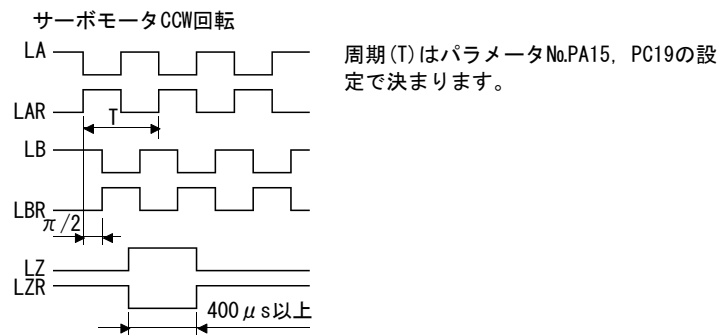 サーボモータCCW回転
LA
LAR
T
LB
LBR
π/2
LZ
LZR
400μs以上
周期(T)はパラメータNo.PA15, PC19の設
定で決まります。